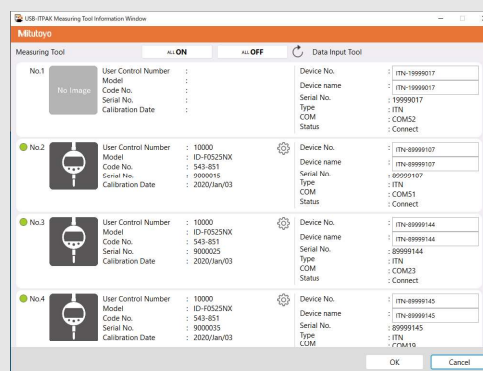 USB-ITPAK Measuring Tool Information Window
Mitutoyo
Measuring Tool
ALL ON
ALL OFF
Data Input Tool
No.1
No Image
User Control Number :
Model :
Code No. :
Serial No. :
Calibration Date :
Device No. : ITN-19999017
Device name : ITN-19999017
Serial No. : 19999017
Type : ITN
COM : COM52
Status : Connect
No.2
User Control Number : 10000
Model : ID-F0525NX
Code No. : 543-851
Serial No. : 9000015
Calibration Date : 2020/Jan/03
Device No. : ITN-89999107
Device name : ITN-89999107
Serial No. : 89999107
Type : ITN
COM : COM51
Status : Connect
No.3
User Control Number : 10000
Model : ID-F0525NX
Code No. : 543-851
Serial No. : 9000025
Calibration Date : 2020/Jan/03
Device No. : ITN-89999144
Device name : ITN-89999144
Serial No. : 89999144
Type : ITN
COM : COM23
Status : Connect
No.4
User Control Number : 10000
Model : ID-F0525NX
Code No. : 543-851
Serial No. : 9000035
Calibration Date : 2020/Jan/03
Device No. : ITN-89999145
Device name : ITN-89999145
Serial No. : 89999145
Type : ITN
COM : COM19
OK
Cancel